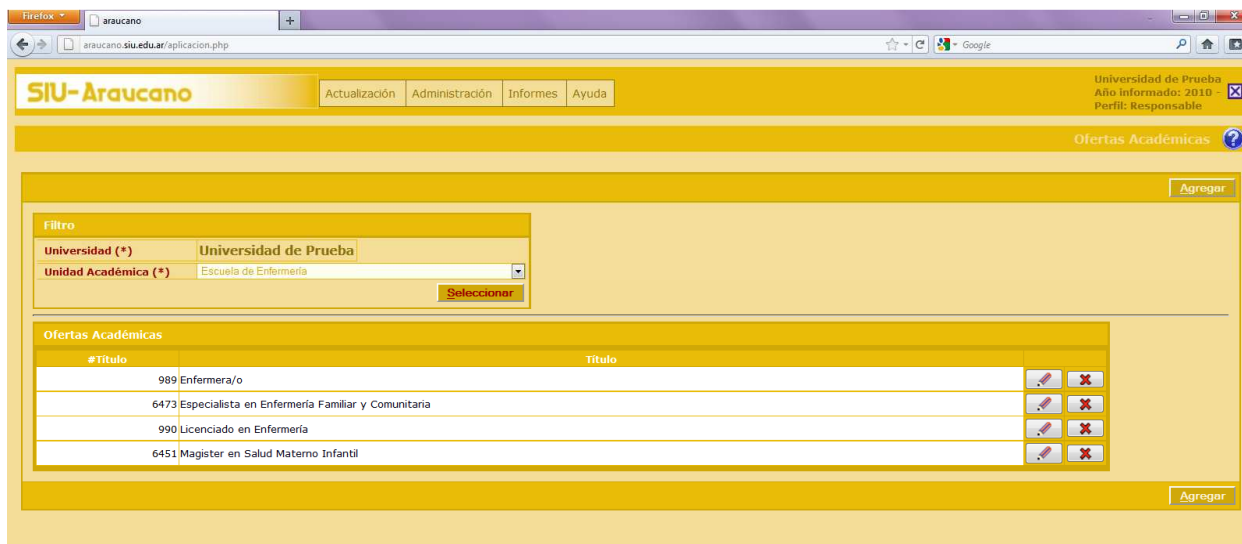 Firefox
araucano
araucano.siu.edu.ar/aplicacion.php
Google
SIU-Araucano
Actualización Administración Informes Ayuda
Universidad de Prueba
Año informado: 2010 -
Perfil: Responsable
Ofertas Académicas
Agregar
Filtro
Universidad (*) Universidad de Prueba
Unidad Académica (*) Escuela de Enfermería
Seleccionar
Ofertas Académicas
#Título Título
989 Enfermera/o
6473 Especialista en Enfermería Familiar y Comunitaria
990 Licenciado en Enfermería
6451 Magister en Salud Materno Infantil
Agregar